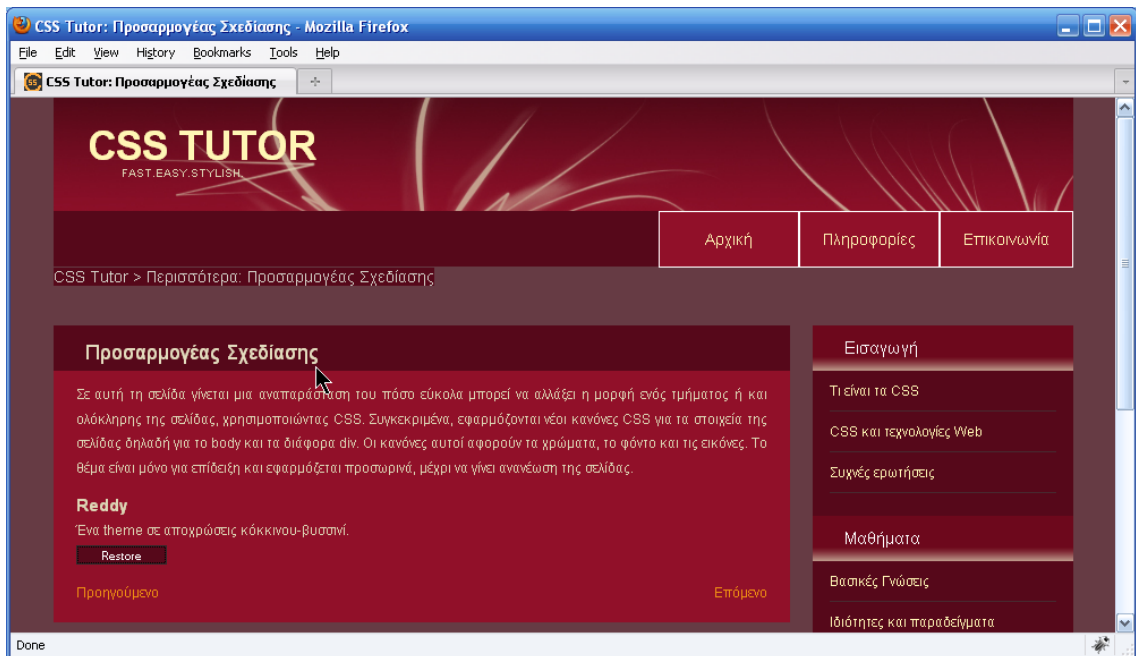 CSS Tutor: Προσαρμογέας Σχεδίασης - Mozilla Firefox
File Edit View History Bookmarks Tools Help
CSS Tutor: Προσαρμογέας Σχεδίασης
CSS TUTOR
FAST.EASY.STYLISH.
Αρχική Πληροφορίες Επικοινωνία
CSS Tutor > Περισσότερα: Προσαρμογέας Σχεδίασης
Προσαρμογέας Σχεδίασης
Σε αυτή τη σελίδα γίνεται μια αναπαράσταση του πόσο εύκολα μπορεί να αλλάξει η μορφή ενός τμήματος ή και
ολόκληρης της σελίδας, χρησιμοποιώντας CSS. Συγκεκριμένα, εφαρμόζονται νέοι κανόνες CSS για τα στοιχεία της
σελίδας δηλαδή για το body και τα διάφορα div. Οι κανόνες αυτοί αφορούν τα χρώματα, το φόντο και τις εικόνες. Το
θέμα είναι μόνο για επίδειξη και εφαρμόζεται προσωρινά, μέχρι να γίνει ανανέωση της σελίδας.
Reddy
Ένα theme σε αποχρώσεις κόκκινου-βυσσινί.
Restore
Προηγούμενο Επόμενο
Εισαγωγή
Τι είναι τα CSS
CSS και τεχνολογίες Web
Συχνές ερωτήσεις
Μαθήματα
Βασικές Γνώσεις
Ιδιότητες και παραδείγματα
Done